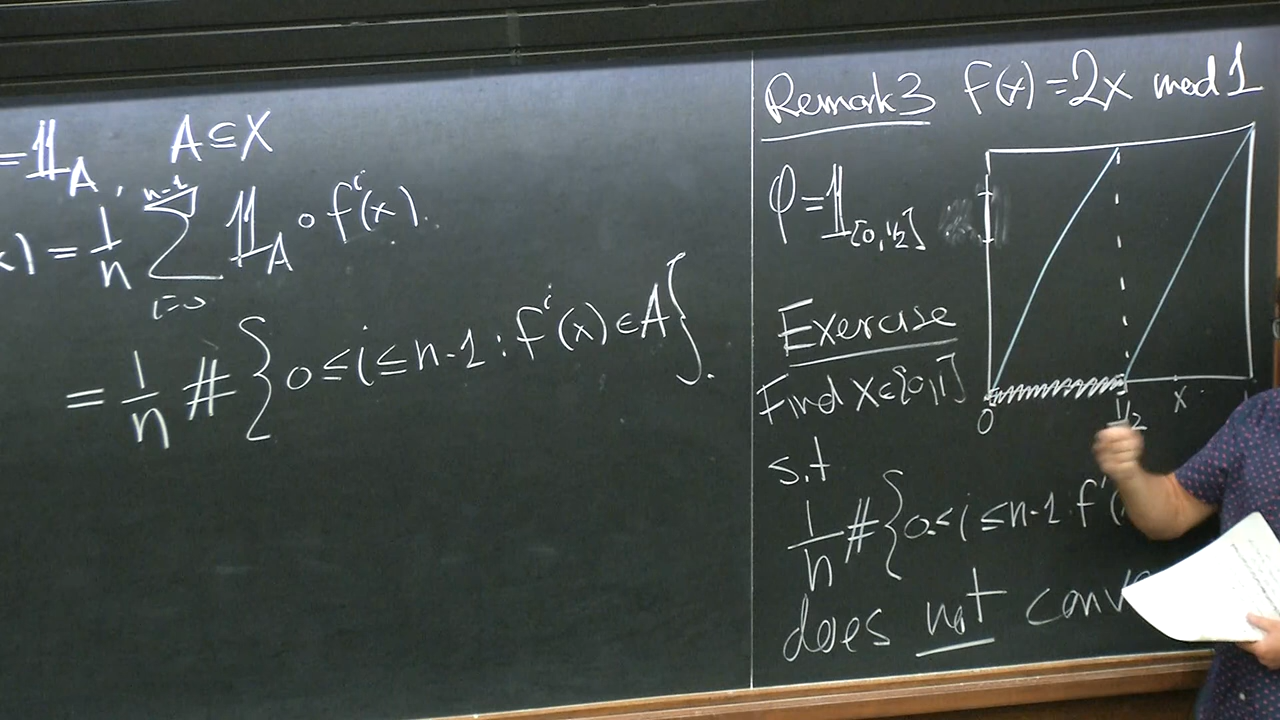 = 𝟙_A, A ⊆ X
x) = 1/n ∑_{i=0}^{n-1} 𝟙_A ∘ f^i(x).
= 1/n # { 0 ≤ i ≤ n-1 : f^i(x) ∈ A }.
Remark 3 f(x) = 2x mod 1
φ = 𝟙_{[0,1/2]}
0 1/2 x
Exercise
Find x ∈ [0,1]
s.t
1/n # { 0 ≤ i ≤ n-1 : f^i(
does not conv